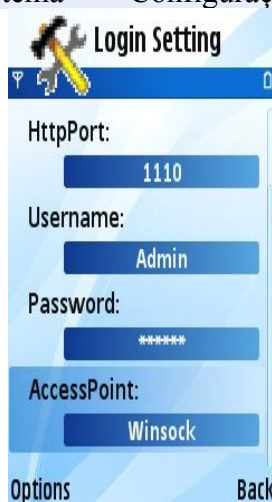 Login Setting
HttpPort:
1110
Username:
Admin
Password:
******
AccessPoint:
Winsock
Options Back